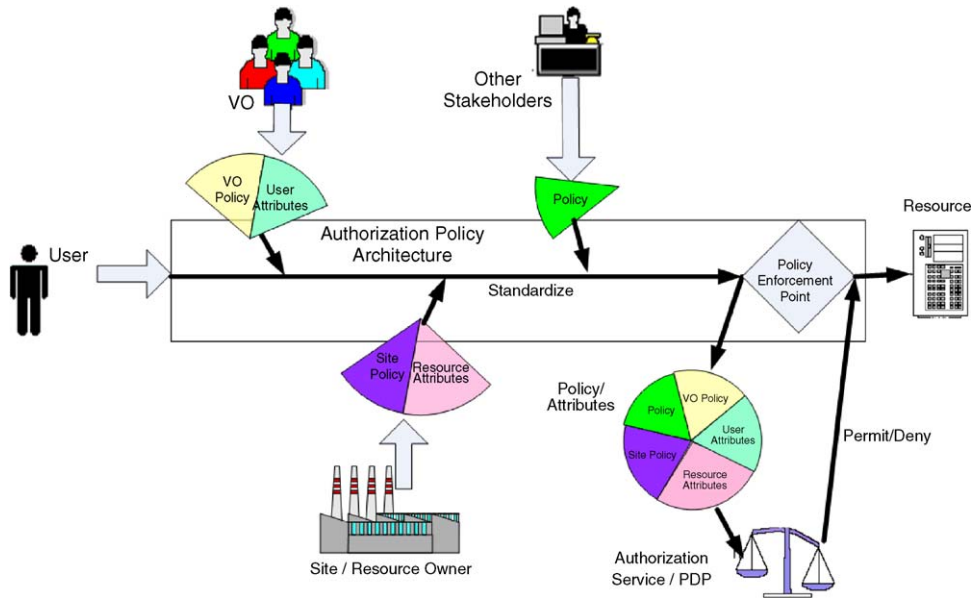 VO
Other
Stakeholders
VO
Policy
User
Attributes
Policy
Resource
User
Authorization Policy
Architecture
Standardize
Policy
Enforcement
Point
Site
Policy
Resource
Attributes
Policy/
Attributes
Policy
VO Policy
User
Attributes
Site Policy
Resource
Attributes
Permit/Deny
Site / Resource Owner
Authorization
Service / PDP